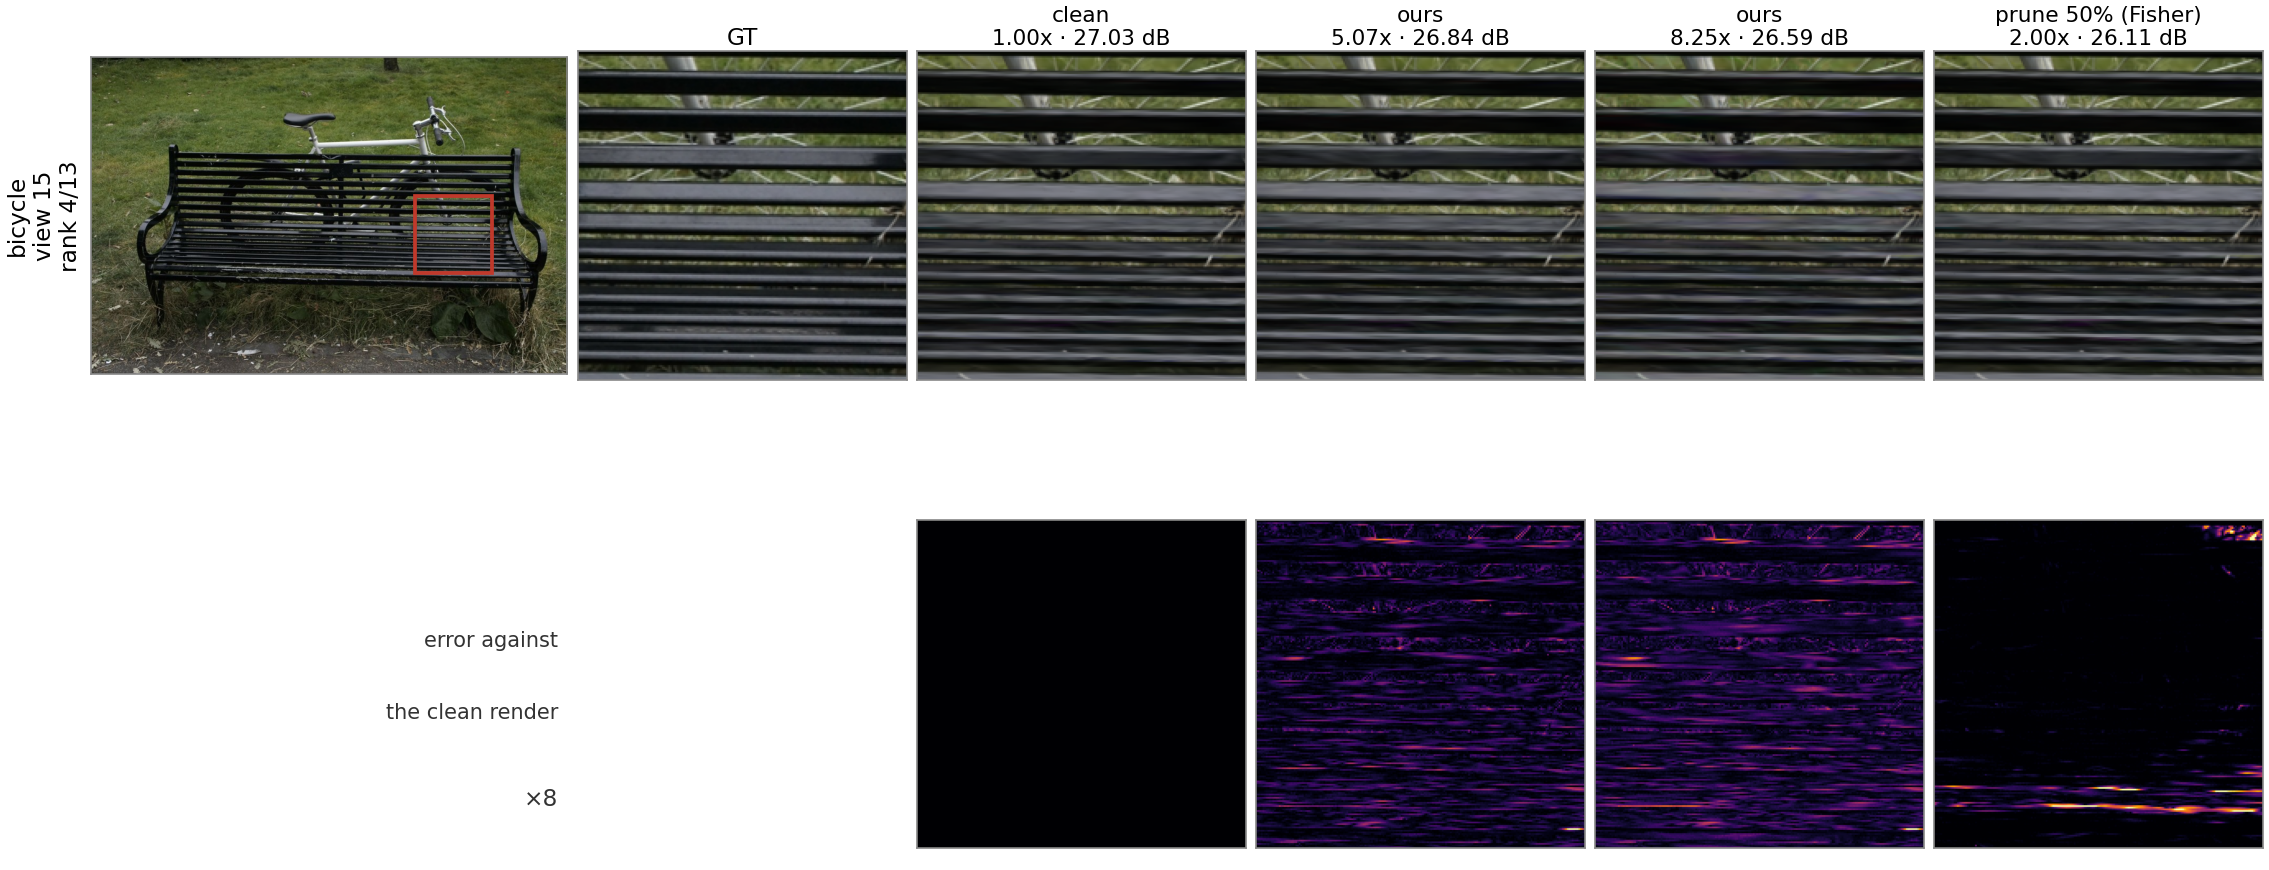 bicycle
view 15
rank 4/13
GT
clean
1.00x · 27.03 dB
ours
5.07x · 26.84 dB
ours
8.25x · 26.59 dB
prune 50% (Fisher)
2.00x · 26.11 dB
error against
the clean render
×8